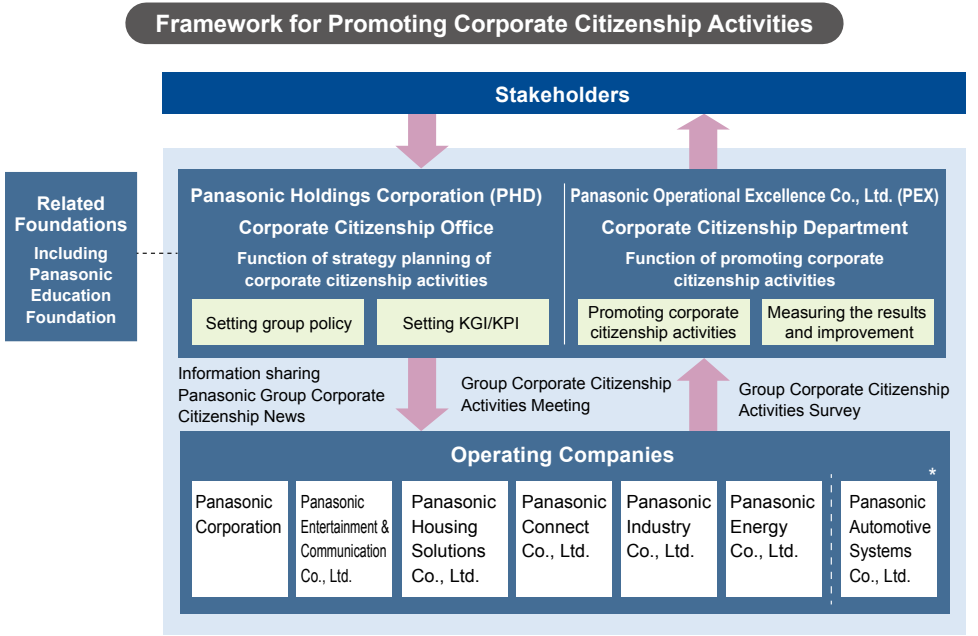 Framework for Promoting Corporate Citizenship Activities
Stakeholders
Related
Foundations
Including
Panasonic
Education
Foundation
Panasonic Holdings Corporation (PHD)
Corporate Citizenship Office
Function of strategy planning of
corporate citizenship activities
Setting group policy
Setting KGI/KPI
Panasonic Operational Excellence Co., Ltd. (PEX)
Corporate Citizenship Department
Function of promoting corporate
citizenship activities
Promoting corporate
citizenship activities
Measuring the results
and improvement
Information sharing
Panasonic Group Corporate
Citizenship News
Group Corporate Citizenship
Activities Meeting
Group Corporate Citizenship
Activities Survey
Operating Companies
Panasonic
Corporation
Panasonic
Entertainment &
Communication
Co., Ltd.
Panasonic
Housing
Solutions
Co., Ltd.
Panasonic
Connect
Co., Ltd.
Panasonic
Industry
Co., Ltd.
Panasonic
Energy
Co., Ltd.
*
Panasonic
Automotive
Systems
Co., Ltd.